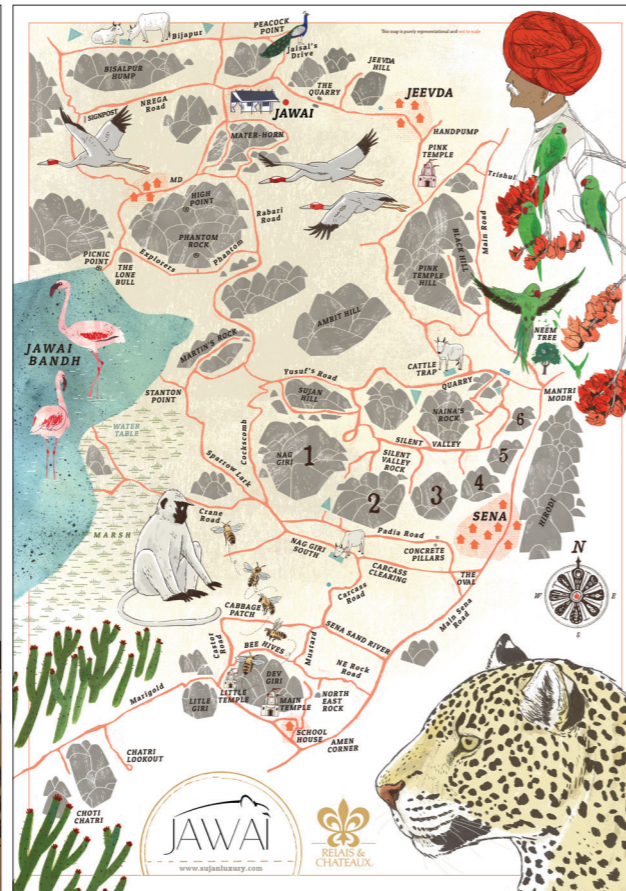 This map is purely representational and not to scale
PEACOCK
POINT
Bijapur
Jaisal's
Drive
BISALPUR
HUMP
JEEVDA
HILL
THE
QUARRY
JEEVDA
NREGA
Road
SIGNPOST
JAWAI
MATER-HORN
HANDPUMP
PINK
TEMPLE
Trishul
MD
HIGH
POINT
Rabari
Road
Main Road
BLACK HILL
PHANTOM
ROCK
Phantom
Explorers
PICNIC
POINT
THE
LONE
BULL
PINK
TEMPLE
HILL
AMRIT HILL
NEEM
TREE
JAWAI
BANDH
MARTIN'S ROCK
CATTLE
TRAP
Yusuf's Road
QUARRY
STANTON
POINT
SUJAN
HILL
MANTRI
MODH
NAINA'S
ROCK
6
WATER
TABLE
Cockscomb
SILENT VALLEY
NAG
GIRI
1
SILENT
VALLEY
ROCK
5
Sparrow Lark
2
3
4
HIRODI
SENA
Crane
Road
MARSH
Padia Road
NAG GIRI
SOUTH
CONCRETE
PILLARS
CARCASS
CLEARING
THE
OVAL
N
W
E
S
Carcass
Road
CABBAGE
PATCH
Main Sena
Road
SENA SAND RIVER
Castor
Road
BEE HIVES
Mustard
NE Rock
Road
DEV
GIRI
LITTLE
TEMPLE
LITLE
GIRI
MAIN
TEMPLE
NORTH
EAST
ROCK
Marigold
SCHOOL
HOUSE
AMEN
CORNER
CHATRI
LOOKOUT
CHOTI
CHATRI
JAWAI
www.sujanluxury.com
RELAIS &
CHATEAUX